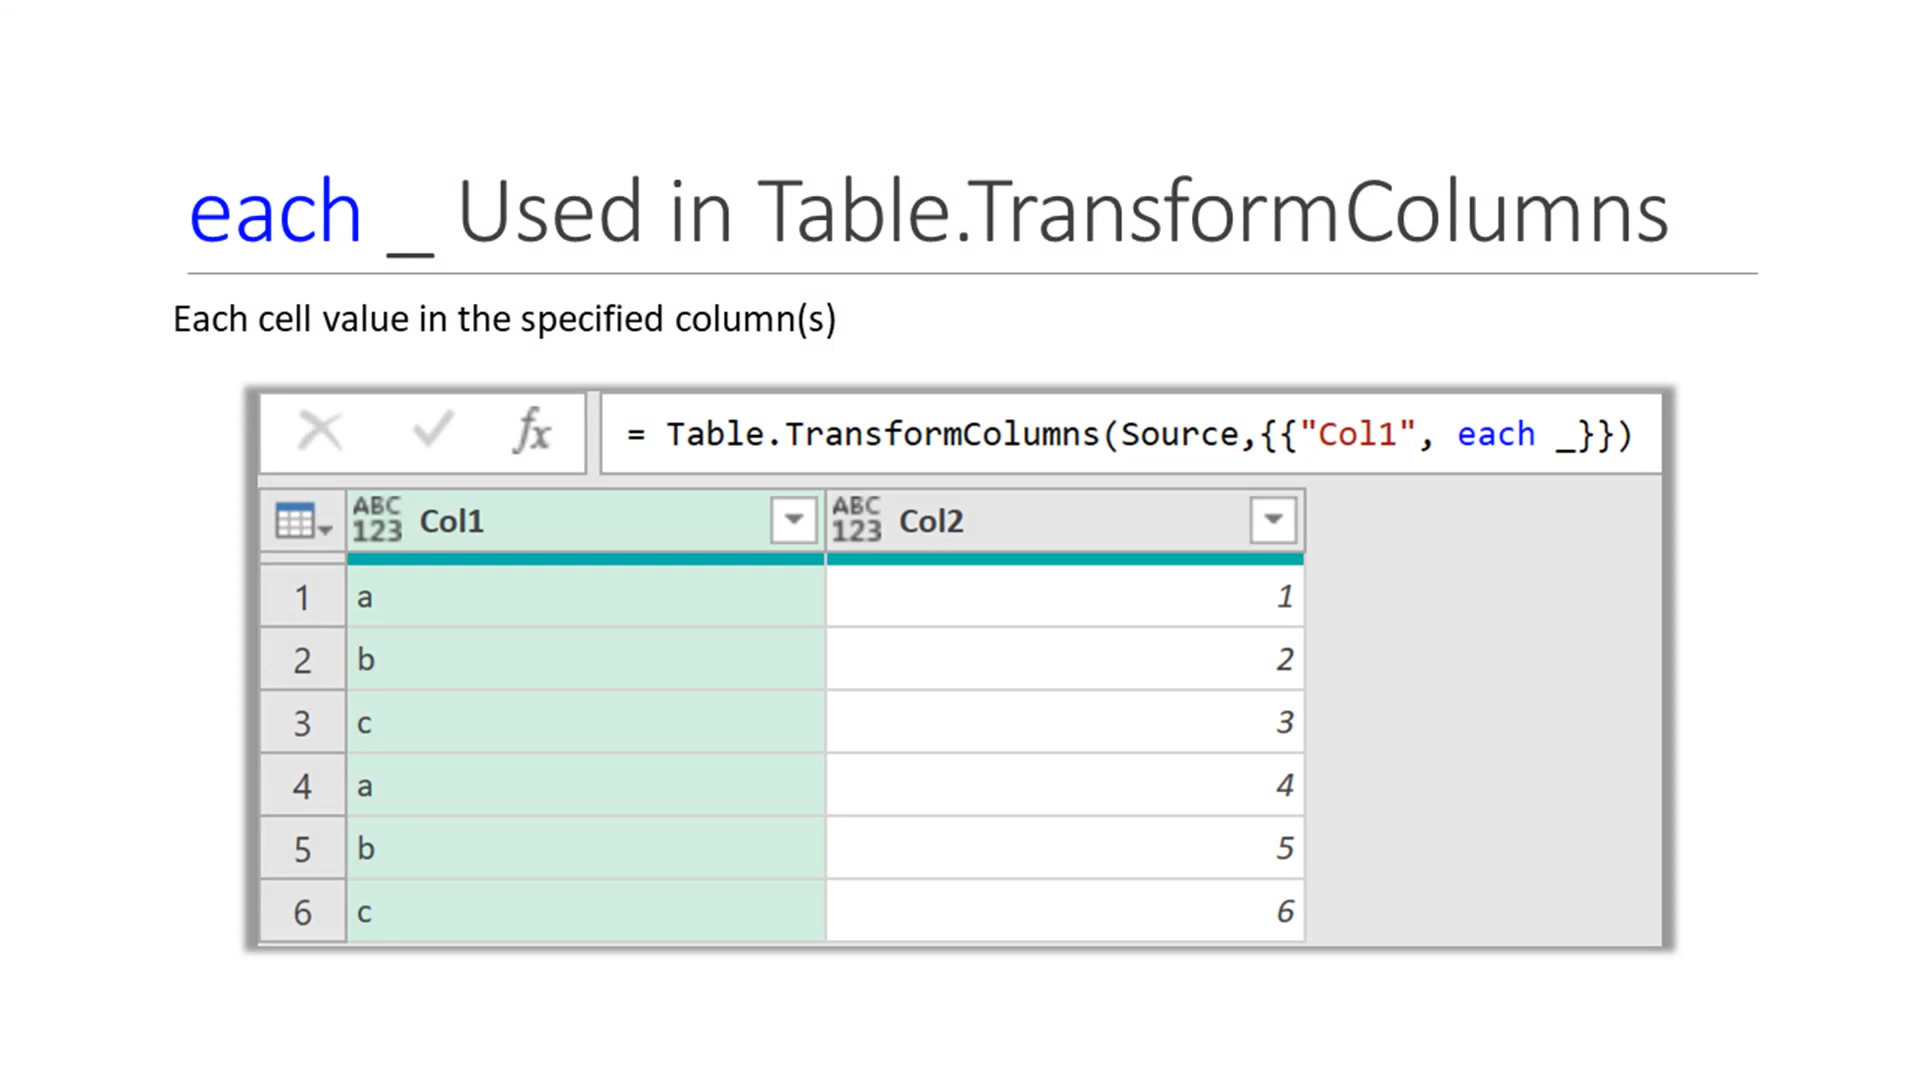 each _ Used in Table.TransformColumns
Each cell value in the specified column(s)
fx = Table.TransformColumns(Source,{{"Col1", each _}})
ABC 123 Col1 ABC 123 Col2
1 a 1
2 b 2
3 c 3
4 a 4
5 b 5
6 c 6